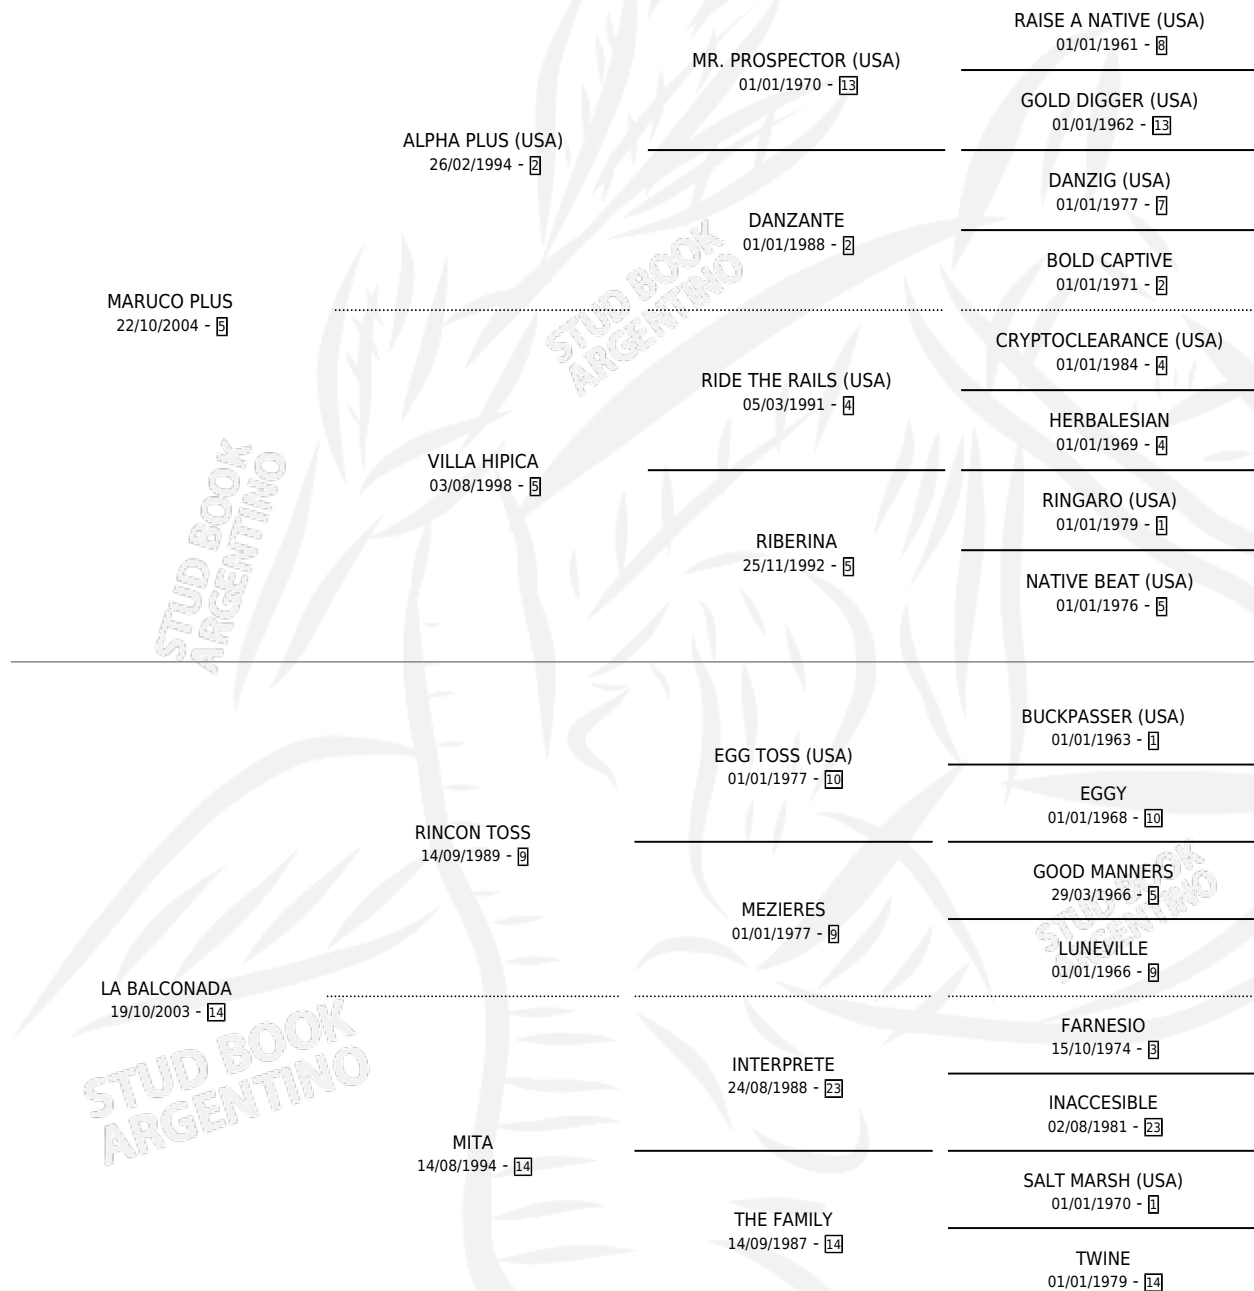 RAISE A NATIVE (USA)
01/01/1961 - 8
MR. PROSPECTOR (USA)
01/01/1970 - 13
GOLD DIGGER (USA)
01/01/1962 - 13
ALPHA PLUS (USA)
26/02/1994 - 2
DANZIG (USA)
01/01/1977 - 7
DANZANTE
01/01/1988 - 2
BOLD CAPTIVE
01/01/1971 - 2
MARUCO PLUS
22/10/2004 - 5
STUD BOOK
ARGENTINO
CRYPTOCLEARANCE (USA)
01/01/1984 - 4
RIDE THE RAILS (USA)
05/03/1991 - 4
HERBALESIAN
01/01/1969 - 4
VILLA HIPICA
03/08/1998 - 5
RINGARO (USA)
01/01/1979 - 1
RIBERINA
25/11/1992 - 5
NATIVE BEAT (USA)
01/01/1976 - 5
STUD BOOK
ARGENTINO
BUCKPASSER (USA)
01/01/1963 - 1
EGG TOSS (USA)
01/01/1977 - 10
EGGY
01/01/1968 - 10
RINCON TOSS
14/09/1989 - 9
GOOD MANNERS
29/03/1966 - 5
MEZIERES
01/01/1977 - 9
LUNEVILLE
01/01/1966 - 9
STUD BOOK
ARGENTINO
LA BALCONADA
19/10/2003 - 14
FARNESIO
15/10/1974 - 3
INTERPRETE
24/08/1988 - 23
INACCESIBLE
02/08/1981 - 23
STUD BOOK
ARGENTINO
MITA
14/08/1994 - 14
SALT MARSH (USA)
01/01/1970 - 1
THE FAMILY
14/09/1987 - 14
TWINE
01/01/1979 - 14